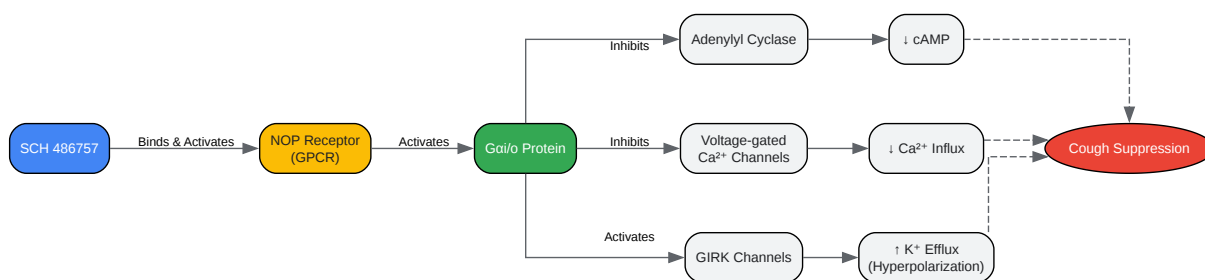 SCH 486757
Binds & Activates
NOP Receptor
(GPCR)
Activates
Gαi/o Protein
Inhibits
Adenylyl Cyclase
↓ cAMP
Inhibits
Voltage-gated
Ca²⁺ Channels
↓ Ca²⁺ Influx
Activates
GIRK Channels
↑ K⁺ Efflux
(Hyperpolarization)
Cough Suppression